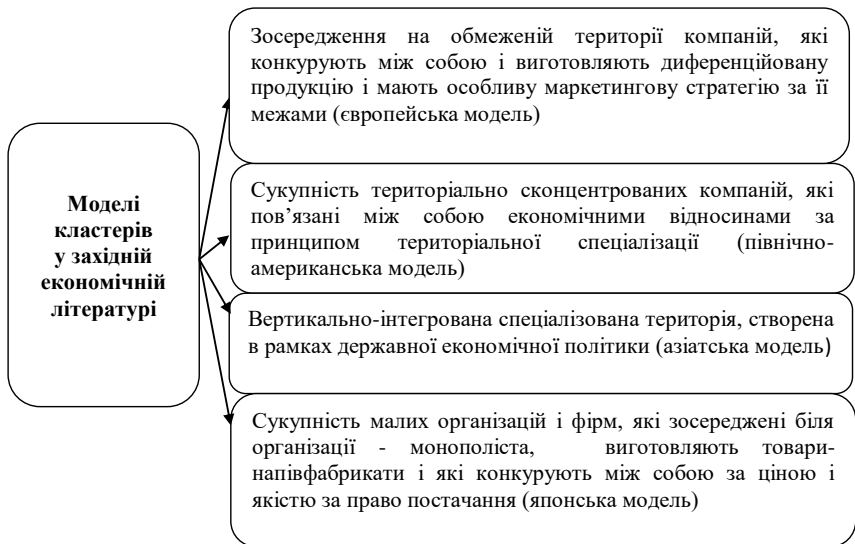 Моделі
кластерів
у західній
економічній
літературі
Зосередження на обмеженій території компаній, які
конкурують між собою і виготовляють диференційовану
продукцію і мають особливу маркетингову стратегію за її
межами (європейська модель)
Сукупність територіально сконцентрованих компаній, які
пов’язані між собою економічними відносинами за
принципом територіальної спеціалізації (північно-
американська модель)
Вертикально-інтегрована спеціалізована територія, створена
в рамках державної економічної політики (азіатська модель)
Сукупність малих організацій і фірм, які зосереджені біля
організації - монополіста, виготовляють товари-
напівфабрикати і які конкурують між собою за ціною і
якістю за право постачання (японська модель)